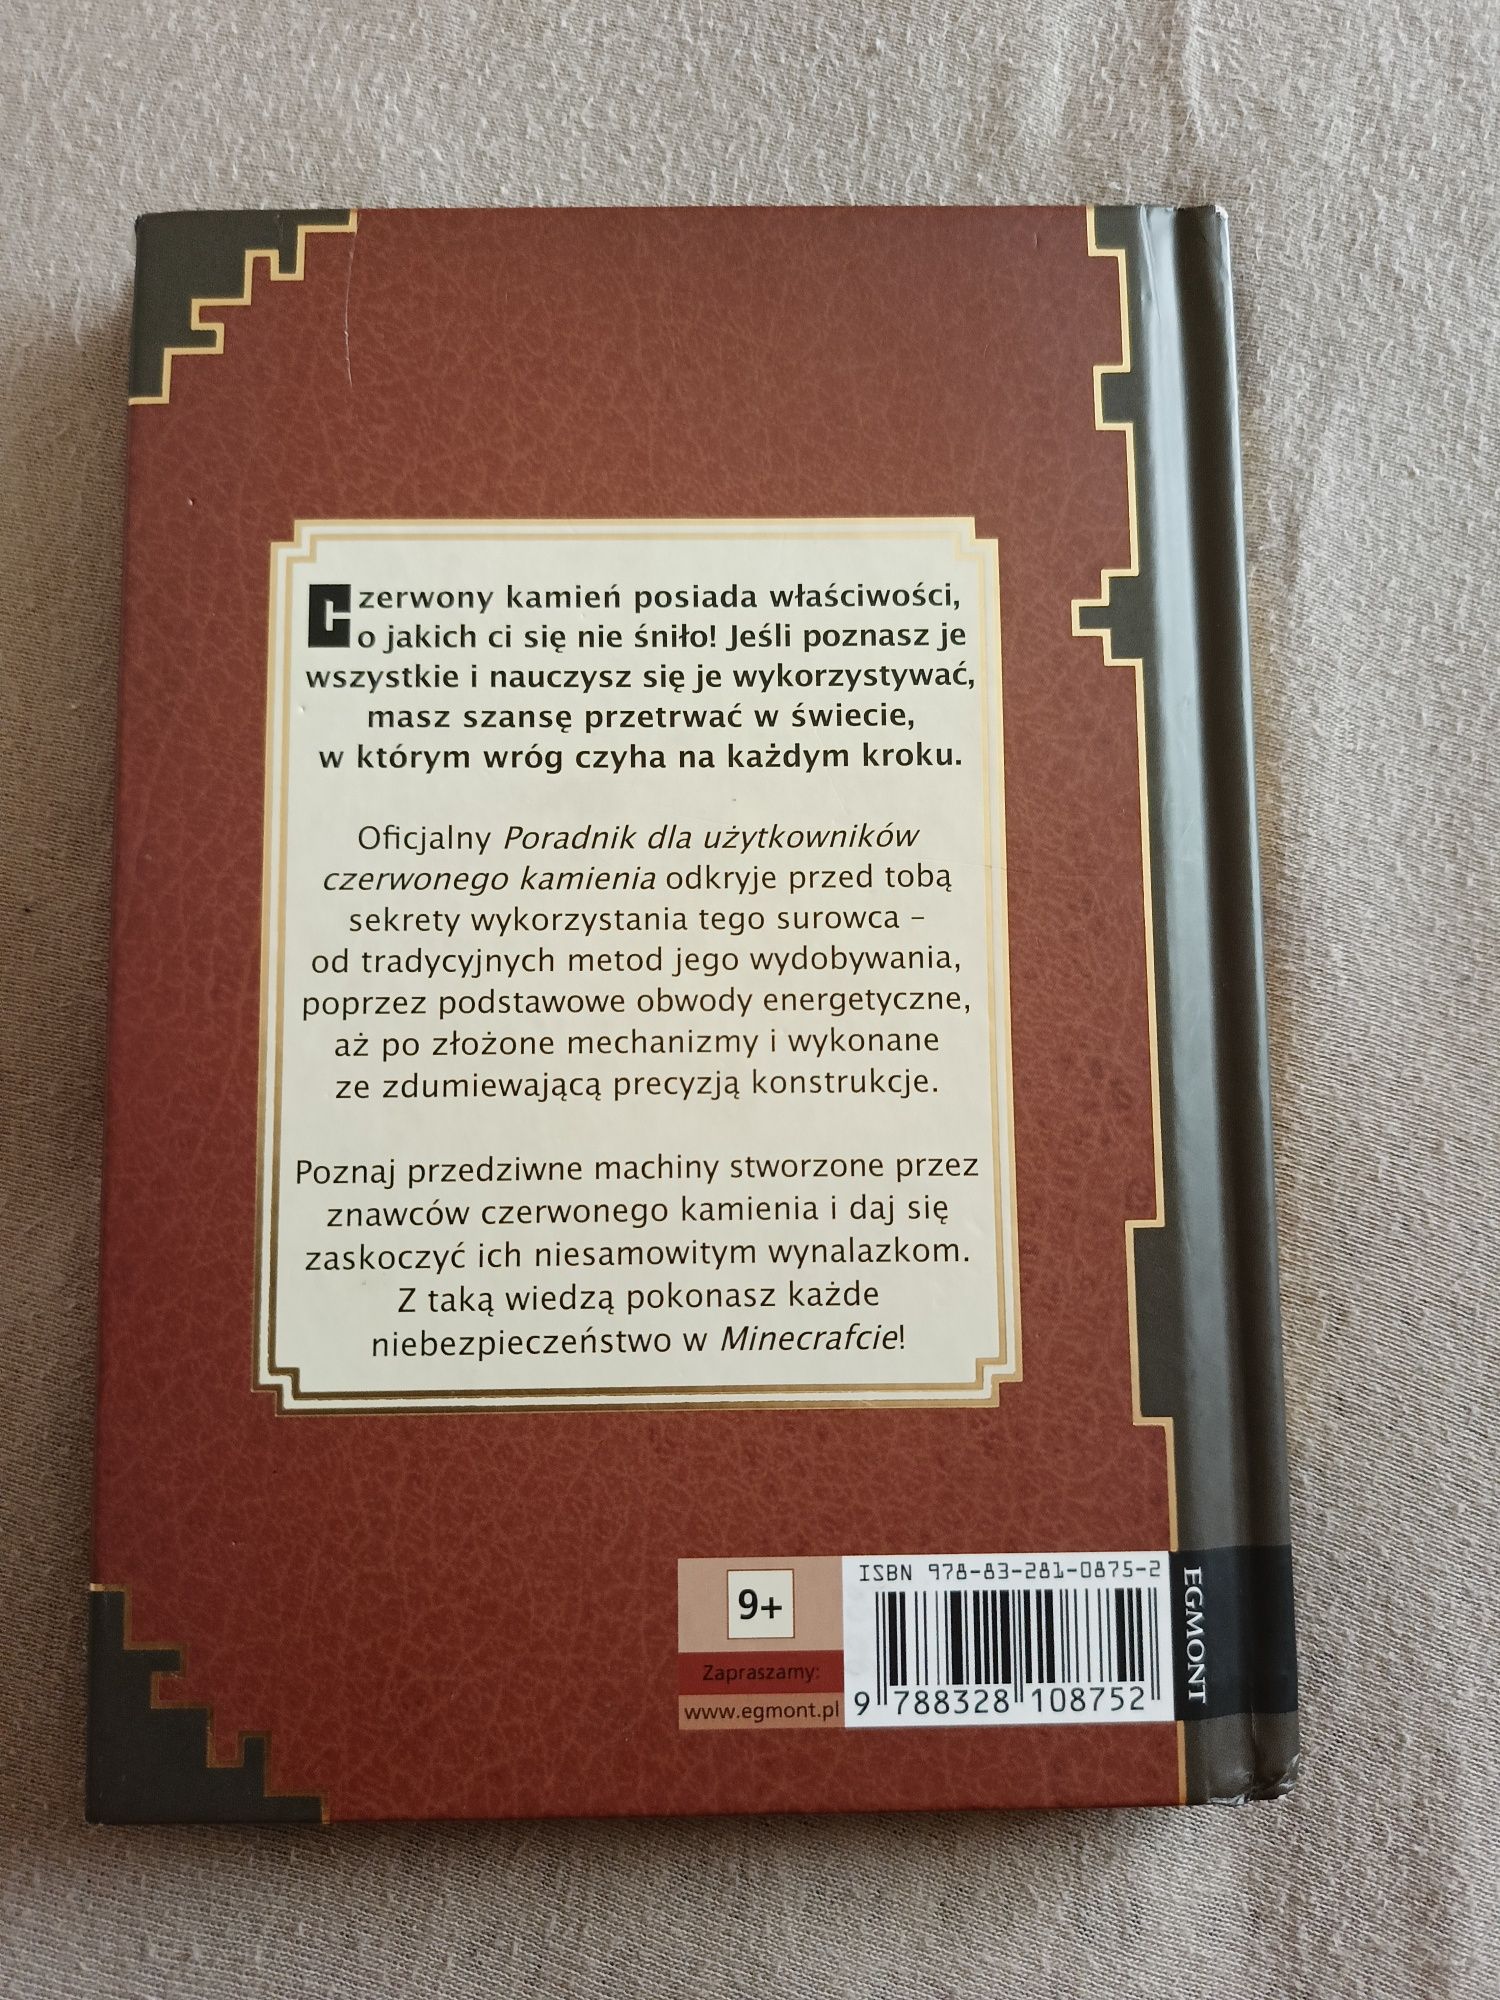 Czerwony kamień posiada właściwości,
o jakich ci się nie śniło! Jeśli poznasz je
wszystkie i nauczysz się je wykorzystywać,
masz szansę przetrwać w świecie,
w którym wróg czyha na każdym kroku.
Oficjalny Poradnik dla użytkowników
czerwonego kamienia odkryje przed tobą
sekrety wykorzystania tego surowca –
od tradycyjnych metod jego wydobywania,
poprzez podstawowe obwody energetyczne,
aż po złożone mechanizmy i wykonane
ze zdumiewającą precyzją konstrukcje.
Poznaj przedziwne machiny stworzone przez
znawców czerwonego kamienia i daj się
zaskoczyć ich niesamowitym wynalazkom.
Z taką wiedzą pokonasz każde
niebezpieczeństwo w Minecrafcie!
9+
Zapraszamy:
www.egmont.pl
ISBN 978-83-281-0875-2
9 788328 108752
EGMONT